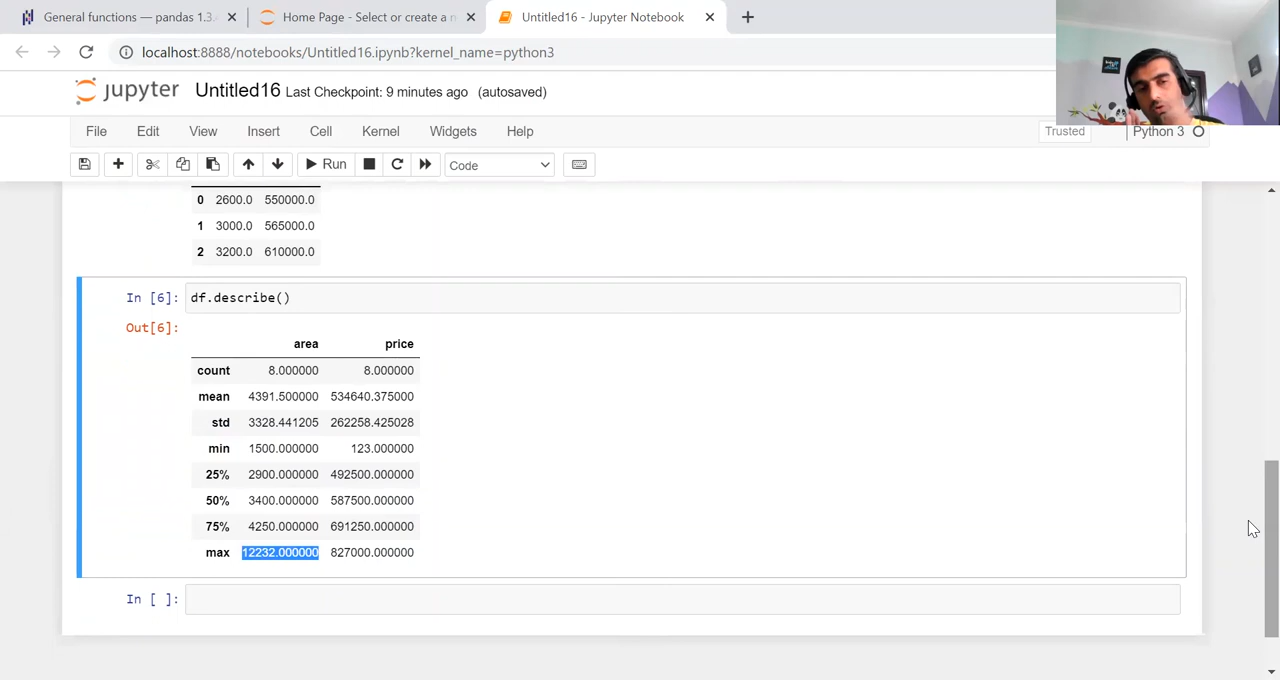 General functions — pandas 1.3.
Home Page - Select or create a n
Untitled16 - Jupyter Notebook
localhost:8888/notebooks/Untitled16.ipynb?kernel_name=python3
jupyter Untitled16 Last Checkpoint: 9 minutes ago (autosaved)
File Edit View Insert Cell Kernel Widgets Help Trusted Python 3
Run Code
0 2600.0 550000.0
1 3000.0 565000.0
2 3200.0 610000.0
In [6]: df.describe()
Out[6]:
area price
count 8.000000 8.000000
mean 4391.500000 534640.375000
std 3328.441205 262258.425028
min 1500.000000 123.000000
25% 2900.000000 492500.000000
50% 3400.000000 587500.000000
75% 4250.000000 691250.000000
max 12232.000000 827000.000000
In [ ]: